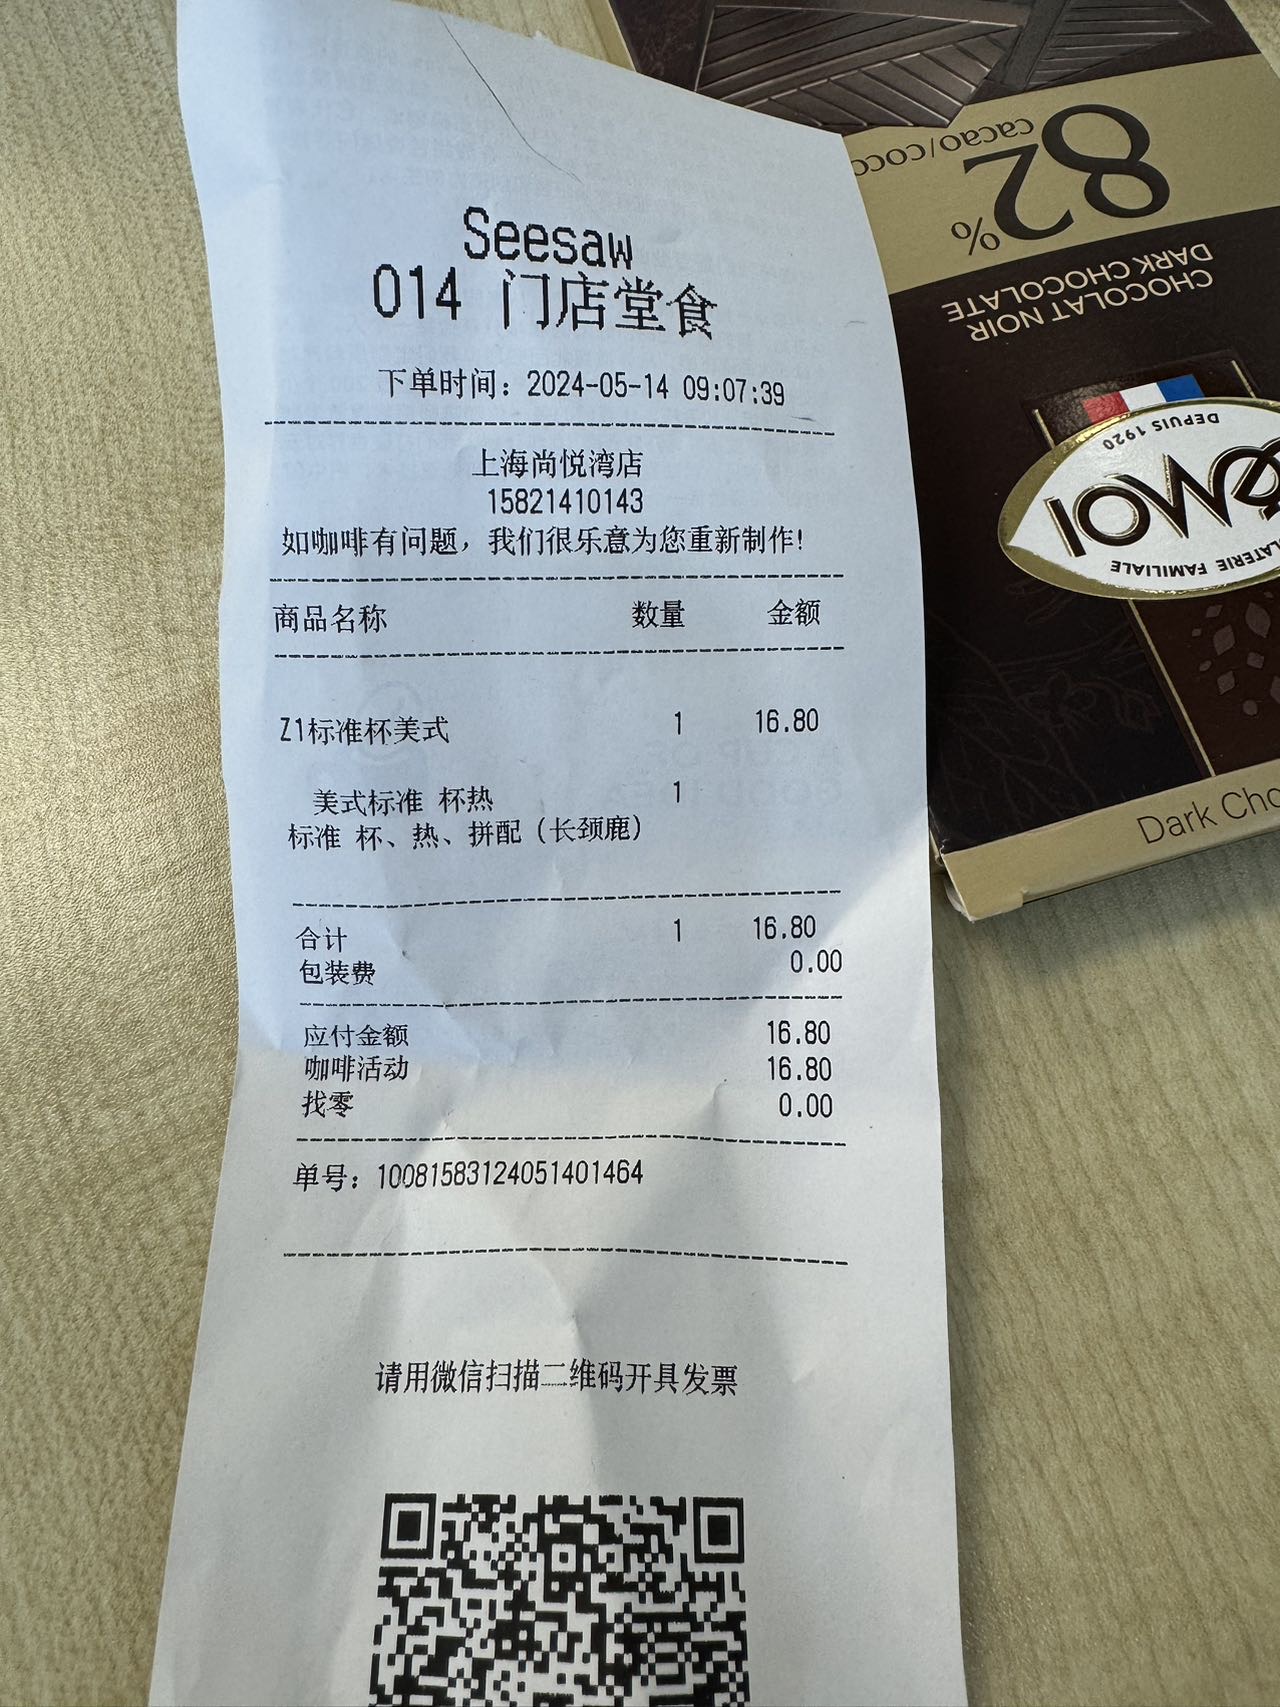 Seesaw
014 门店堂食
下单时间：2024-05-14 09:07:39
上海尚悦湾店
15821410143
如咖啡有问题，我们很乐意为您重新制作！
商品名称 数量 金额
Z1标准杯美式 1 16.80
美式标准 杯热 1
标准 杯、热、拼配（长颈鹿）
合计 1 16.80
包装费 0.00
应付金额 16.80
咖啡活动 16.80
找零 0.00
单号：10081583124051401464
请用微信扫描二维码开具发票
82%
cacao/coco
CHOCOLAT NOIR
DARK CHOCOLATE
DEPUIS 1920
FAMILIALE
Dark